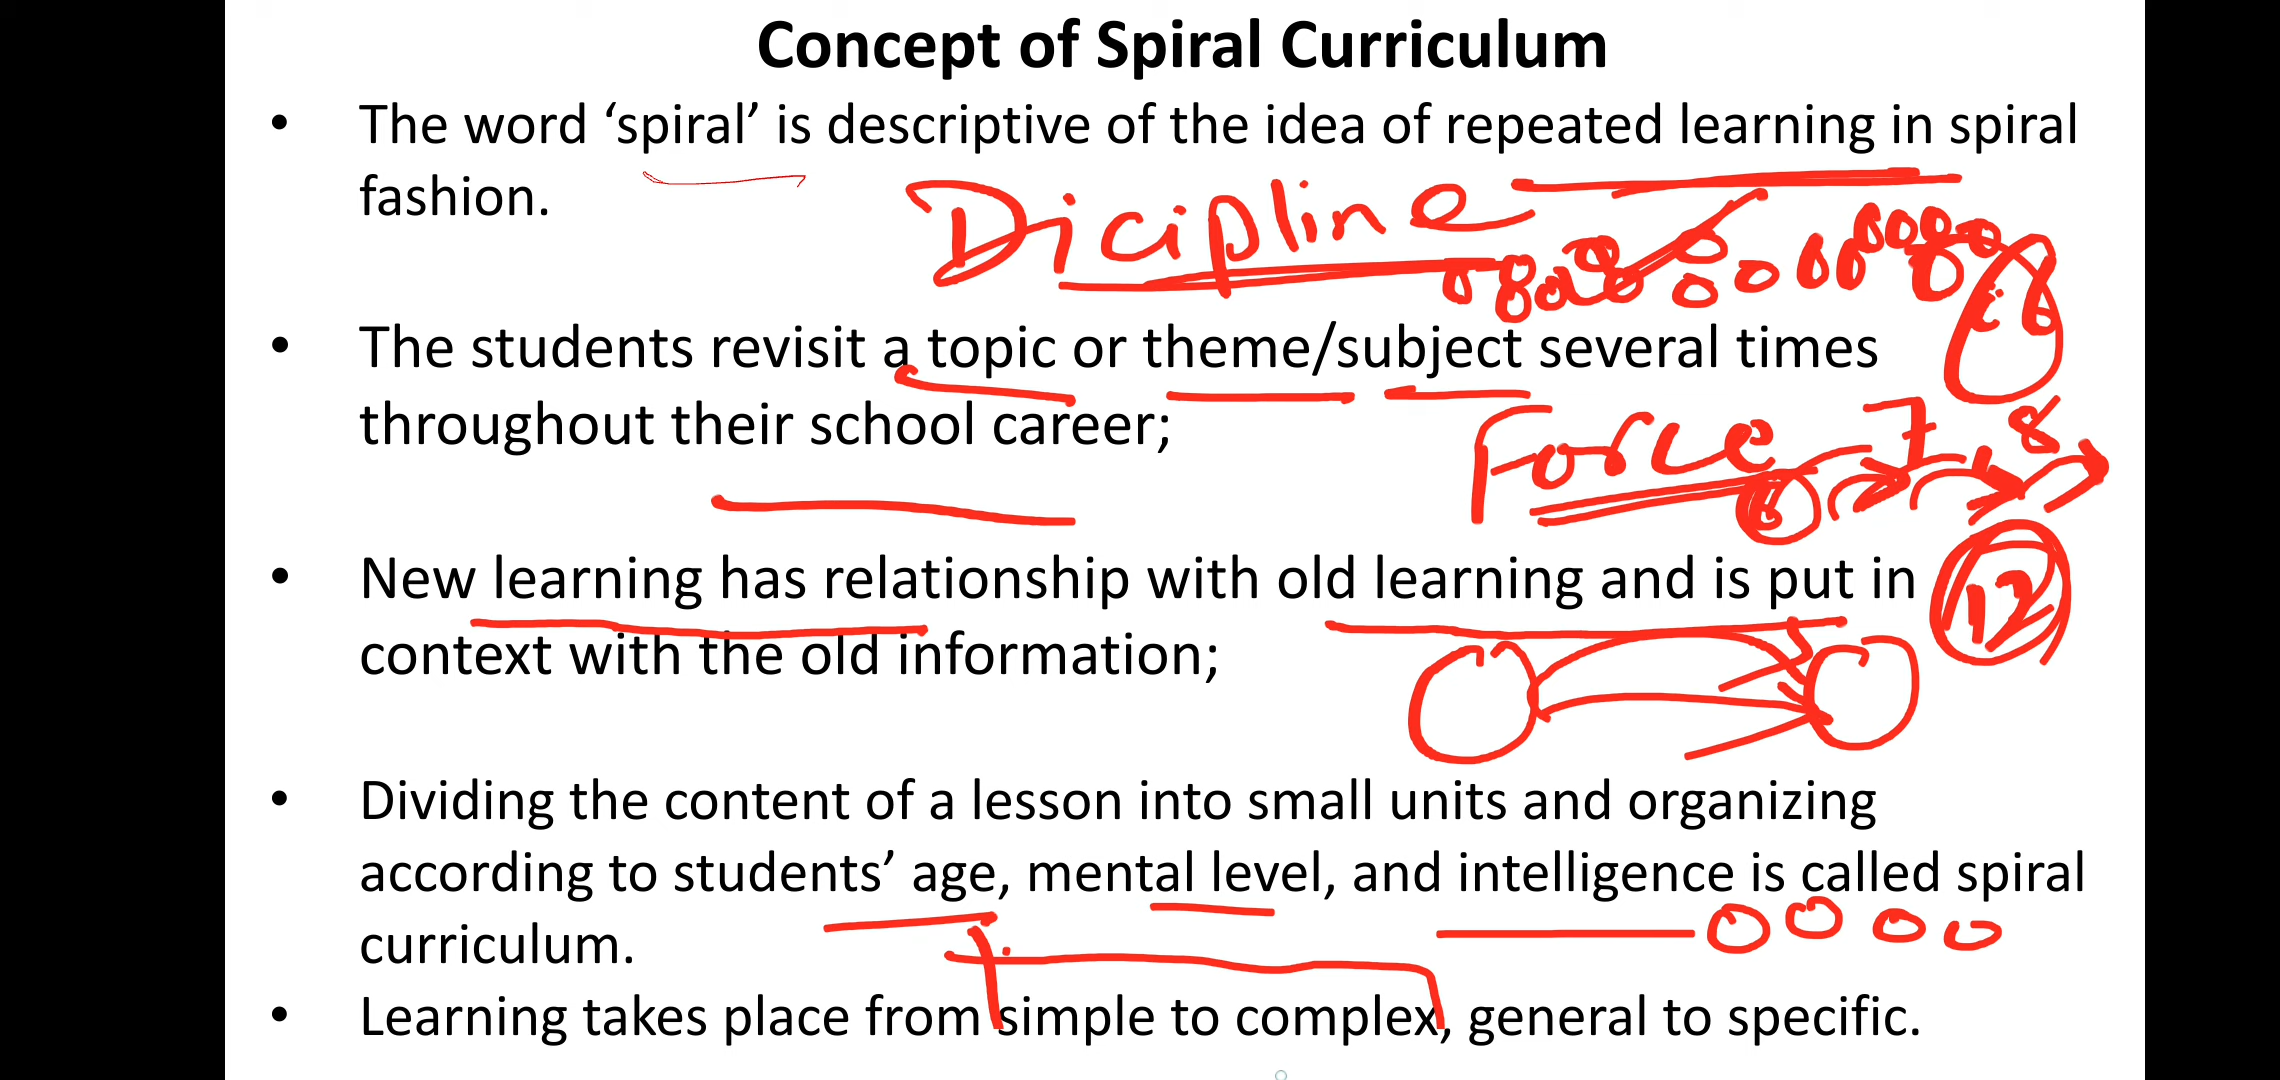 Concept of Spiral Curriculum
• The word ‘spiral’ is descriptive of the idea of repeated learning in spiral
fashion.
Dicipline
• The students revisit a topic or theme/subject several times
throughout their school career;
Force 6 7, 8
• New learning has relationship with old learning and is put in
12
context with the old information;
• Dividing the content of a lesson into small units and organizing
according to students’ age, mental level, and intelligence is called spiral
curriculum.
• Learning takes place from simple to complex, general to specific.